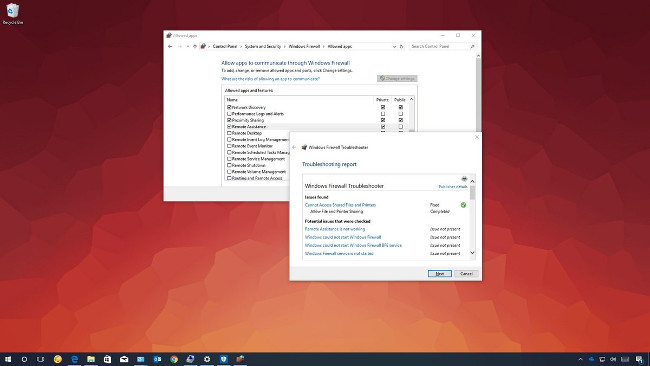 Recycle Bin
Allowed apps
Control Panel › System and Security › Windows Firewall › Allowed apps
Search Control Panel
Allow apps to communicate through Windows Firewall
To add, change, or remove allowed apps and ports, click Change settings.
What are the risks of allowing an app to communicate?
Change settings
Allowed apps and features
Name Private Public
Network Discovery
Performance Logs and Alerts
Proximity Sharing
Remote Assistance
Remote Desktop
Remote Event Log Management
Remote Event Monitor
Remote Scheduled Tasks Manag
Remote Service Management
Remote Shutdown
Remote Volume Management
Routing and Remote Access
Windows Firewall Troubleshooter
Troubleshooting report
Windows Firewall Troubleshooter
Publisher details
Issues found
Cannot Access Shared Files and Printers Fixed
Allow File and Printer Sharing Completed
Potential issues that were checked
Remote Assistance is not working Issue not present
Windows could not start Windows Firewall Issue not present
Windows could not start Windows Firewall BFE service Issue not present
Windows Firewall service is not started Issue not present
Next Cancel